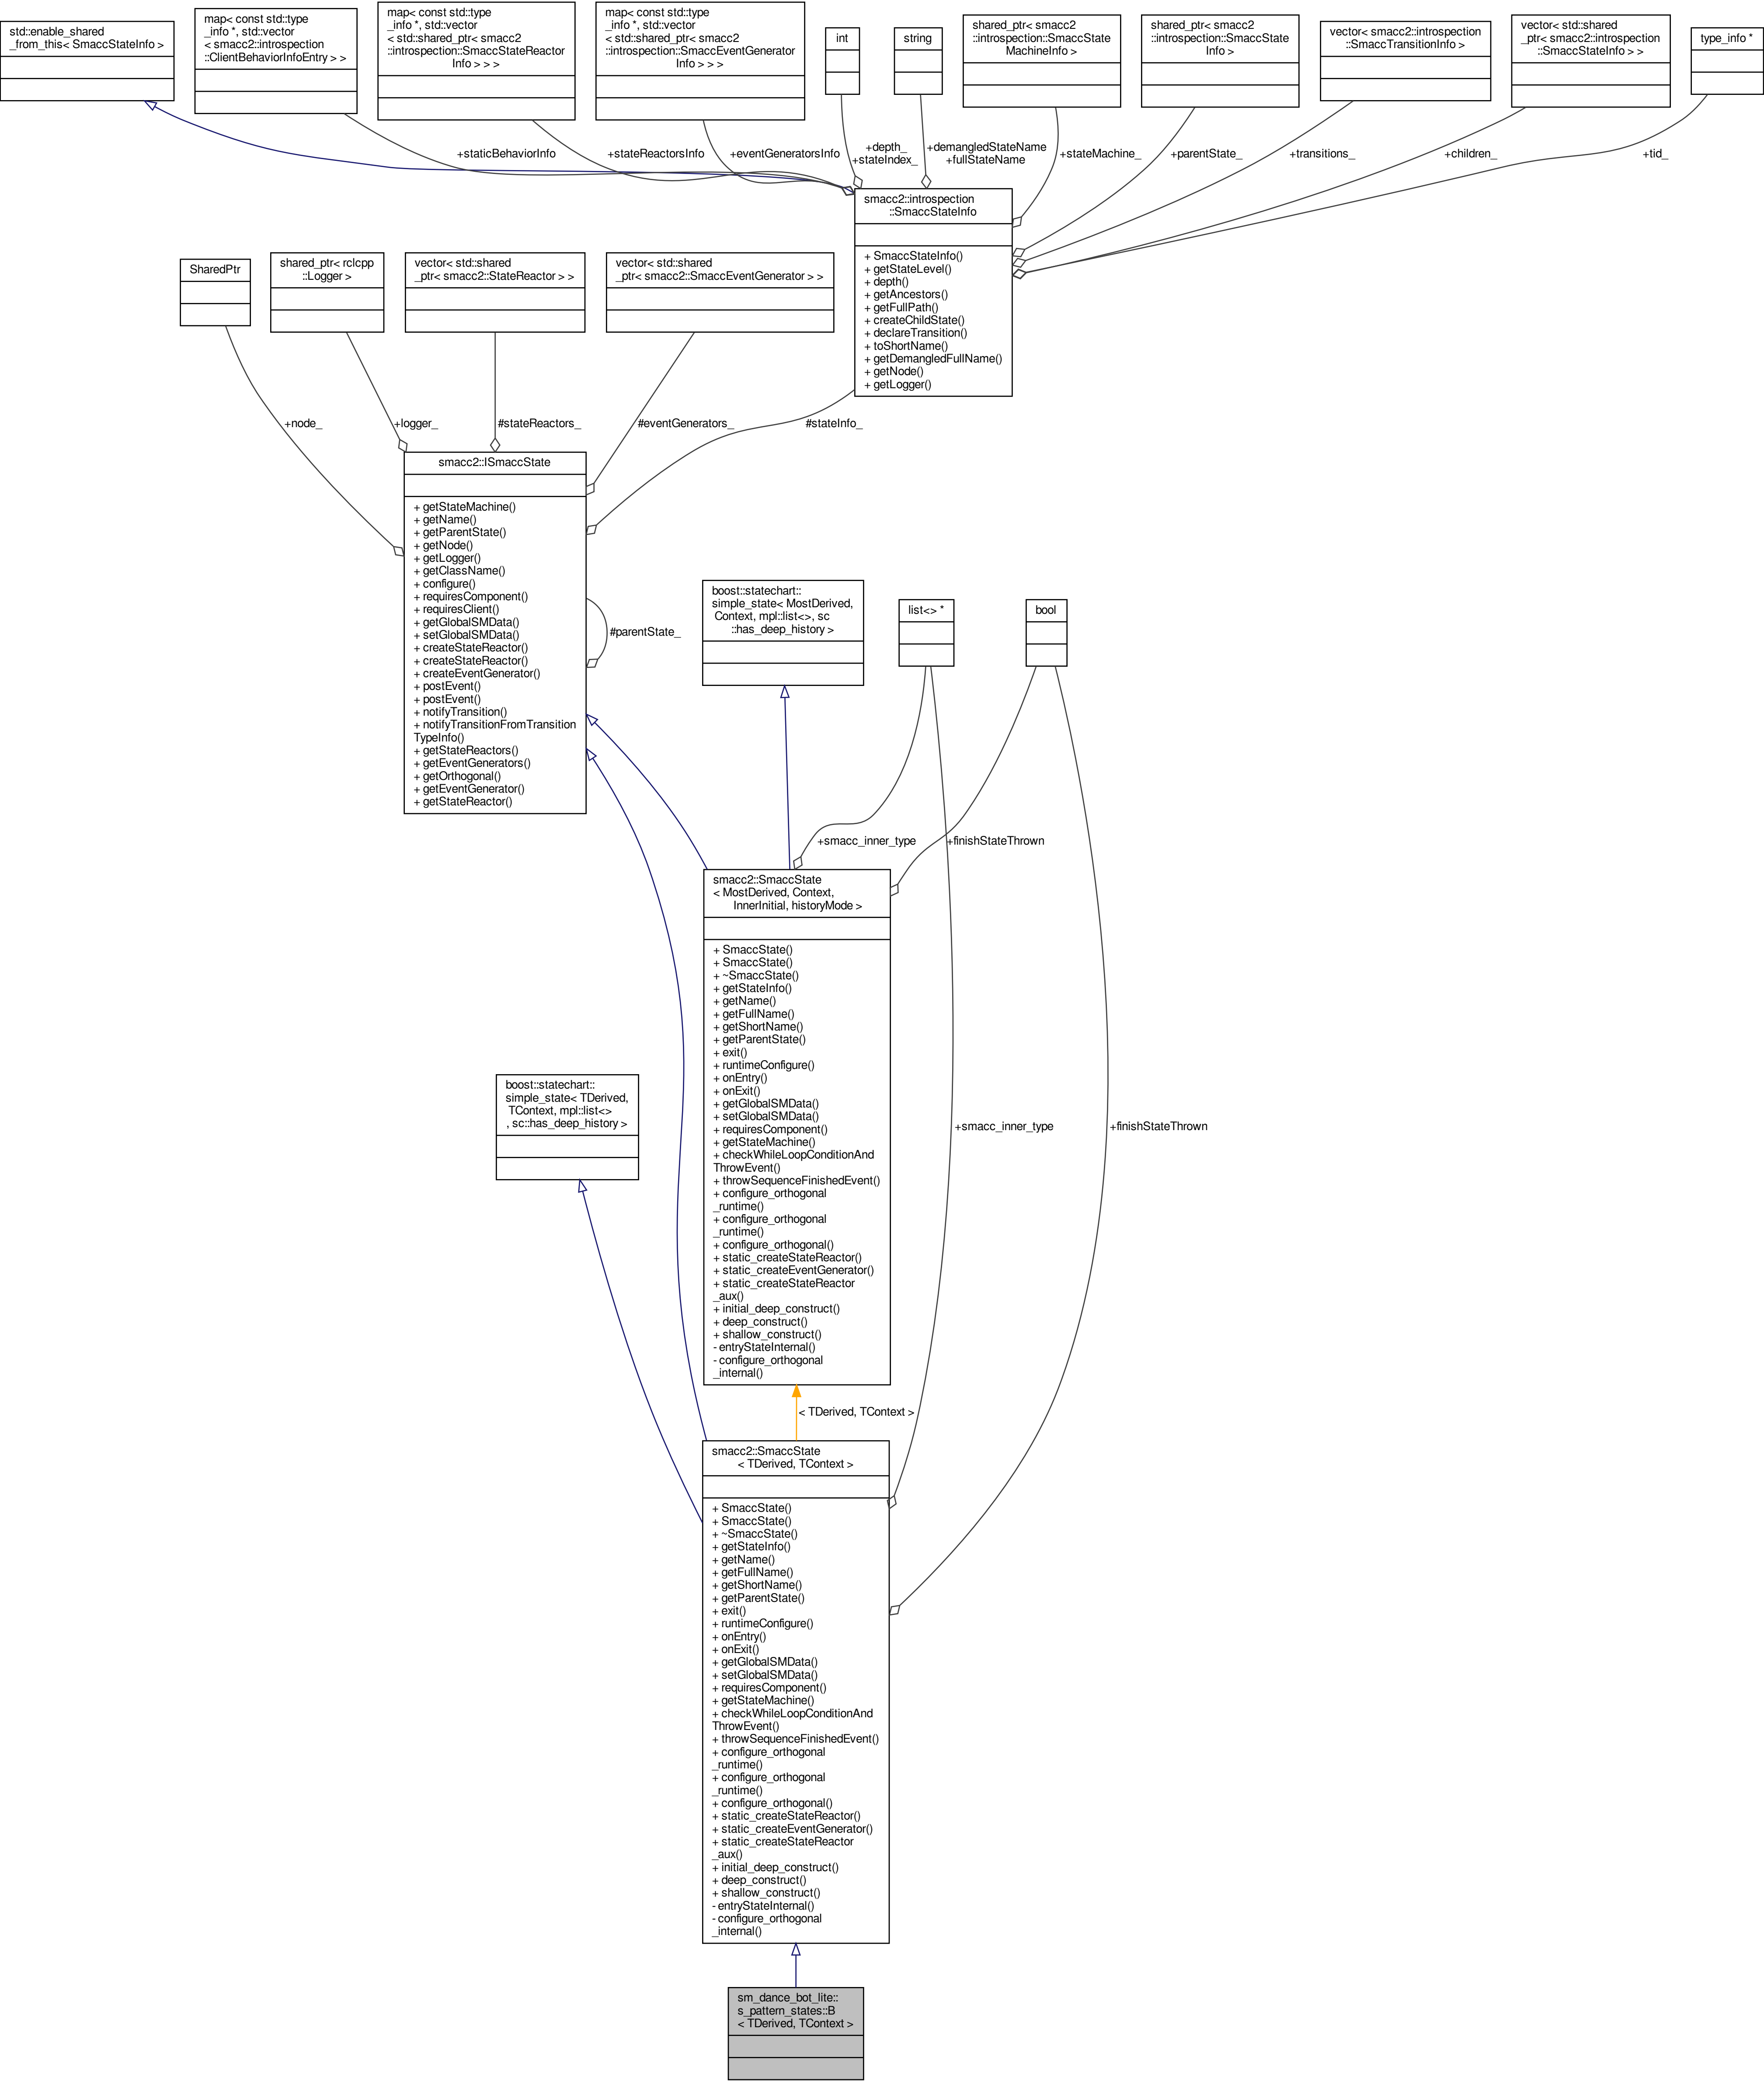 std::enable_shared
_from_this< SmaccStateInfo >
map< const std::type
_info *, std::vector
< smacc2::introspection
::ClientBehaviorInfoEntry > >
map< const std::type
_info *, std::vector
< std::shared_ptr< smacc2
::introspection::SmaccStateReactor
Info > > >
map< const std::type
_info *, std::vector
< std::shared_ptr< smacc2
::introspection::SmaccEventGenerator
Info > > >
int
string
shared_ptr< smacc2
::introspection::SmaccState
MachineInfo >
shared_ptr< smacc2
::introspection::SmaccState
Info >
vector< smacc2::introspection
::SmaccTransitionInfo >
vector< std::shared
_ptr< smacc2::introspection
::SmaccStateInfo > >
type_info *
+staticBehaviorInfo
+stateReactorsInfo
+eventGeneratorsInfo
+depth_
+stateIndex_
+demangledStateName
+fullStateName
+stateMachine_
+parentState_
+transitions_
+children_
+tid_
smacc2::introspection
::SmaccStateInfo
+ SmaccStateInfo()
+ getStateLevel()
+ depth()
+ getAncestors()
+ getFullPath()
+ createChildState()
+ declareTransition()
+ toShortName()
+ getDemangledFullName()
+ getNode()
+ getLogger()
SharedPtr
shared_ptr< rclcpp
::Logger >
vector< std::shared
_ptr< smacc2::StateReactor > >
vector< std::shared
_ptr< smacc2::SmaccEventGenerator > >
+node_
+logger_
#stateReactors_
#eventGenerators_
#stateInfo_
smacc2::ISmaccState
+ getStateMachine()
+ getName()
+ getParentState()
+ getNode()
+ getLogger()
+ getClassName()
+ configure()
+ requiresComponent()
+ requiresClient()
+ getGlobalSMData()
+ setGlobalSMData()
+ createStateReactor()
+ createStateReactor()
+ createEventGenerator()
+ postEvent()
+ postEvent()
+ notifyTransition()
+ notifyTransitionFromTransition
TypeInfo()
+ getStateReactors()
+ getEventGenerators()
+ getOrthogonal()
+ getEventGenerator()
+ getStateReactor()
#parentState_
boost::statechart::
simple_state< MostDerived,
Context, mpl::list<>, sc
::has_deep_history >
list<> *
bool
+smacc_inner_type
+finishStateThrown
smacc2::SmaccState
< MostDerived, Context,
InnerInitial, historyMode >
+ SmaccState()
+ SmaccState()
+ ~SmaccState()
+ getStateInfo()
+ getName()
+ getFullName()
+ getShortName()
+ getParentState()
+ exit()
+ runtimeConfigure()
+ onEntry()
+ onExit()
+ getGlobalSMData()
+ setGlobalSMData()
+ requiresComponent()
+ getStateMachine()
+ checkWhileLoopConditionAnd
ThrowEvent()
+ throwSequenceFinishedEvent()
+ configure_orthogonal
_runtime()
+ configure_orthogonal
_runtime()
+ configure_orthogonal()
+ static_createStateReactor()
+ static_createEventGenerator()
+ static_createStateReactor
_aux()
+ initial_deep_construct()
+ deep_construct()
+ shallow_construct()
- entryStateInternal()
- configure_orthogonal
_internal()
boost::statechart::
simple_state< TDerived,
TContext, mpl::list<>
, sc::has_deep_history >
+smacc_inner_type
+finishStateThrown
< TDerived, TContext >
smacc2::SmaccState
< TDerived, TContext >
+ SmaccState()
+ SmaccState()
+ ~SmaccState()
+ getStateInfo()
+ getName()
+ getFullName()
+ getShortName()
+ getParentState()
+ exit()
+ runtimeConfigure()
+ onEntry()
+ onExit()
+ getGlobalSMData()
+ setGlobalSMData()
+ requiresComponent()
+ getStateMachine()
+ checkWhileLoopConditionAnd
ThrowEvent()
+ throwSequenceFinishedEvent()
+ configure_orthogonal
_runtime()
+ configure_orthogonal
_runtime()
+ configure_orthogonal()
+ static_createStateReactor()
+ static_createEventGenerator()
+ static_createStateReactor
_aux()
+ initial_deep_construct()
+ deep_construct()
+ shallow_construct()
- entryStateInternal()
- configure_orthogonal
_internal()
sm_dance_bot_lite::
s_pattern_states::B
< TDerived, TContext >